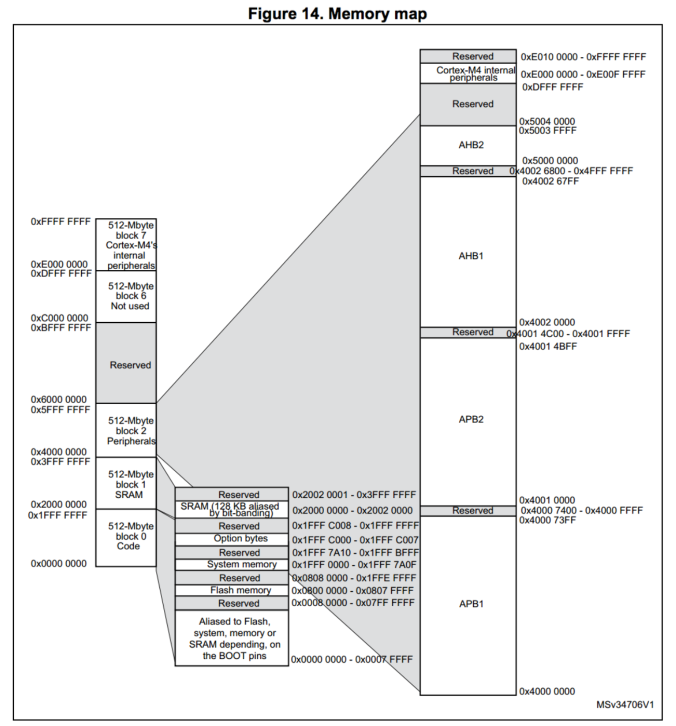 Figure 14. Memory map
Reserved 0xE010 0000 - 0xFFFF FFFF
Cortex-M4 internal
peripherals
0xE000 0000 - 0xE00F FFFF
0xDFFF FFFF
Reserved
0x5004 0000
0x5003 FFFF
AHB2
0x5000 0000
Reserved 0x4002 6800 - 0x4FFF FFFF
0x4002 67FF
AHB1
0x4002 0000
Reserved 0x4001 4C00 - 0x4001 FFFF
0x4001 4BFF
APB2
0x4001 0000
Reserved 0x4000 7400 - 0x4000 FFFF
0x4000 73FF
APB1
0x4000 0000
0xFFFF FFFF
512-Mbyte
block 7
Cortex-M4's
internal
peripherals
0xE000 0000
0xDFFF FFFF
512-Mbyte
block 6
Not used
0xC000 0000
0xBFFF FFFF
Reserved
0x6000 0000
0x5FFF FFFF
512-Mbyte
block 2
Peripherals
0x4000 0000
0x3FFF FFFF
512-Mbyte
block 1
SRAM
0x2000 0000
0x1FFF FFFF
512-Mbyte
block 0
Code
0x0000 0000
Reserved 0x2002 0001 - 0x3FFF FFFF
SRAM (128 KB aliased
by bit-banding)
0x2000 0000 - 0x2002 0000
Reserved 0x1FFF C008 - 0x1FFF FFFF
Option bytes 0x1FFF C000 - 0x1FFF C007
Reserved 0x1FFF 7A10 - 0x1FFF BFFF
System memory 0x1FFF 0000 - 0x1FFF 7A0F
Reserved 0x0808 0000 - 0x1FFE FFFF
Flash memory 0x0800 0000 - 0x0807 FFFF
Reserved 0x0008 0000 - 0x07FF FFFF
Aliased to Flash,
system, memory or
SRAM depending, on
the BOOT pins
0x0000 0000 - 0x0007 FFFF
MSv34706V1